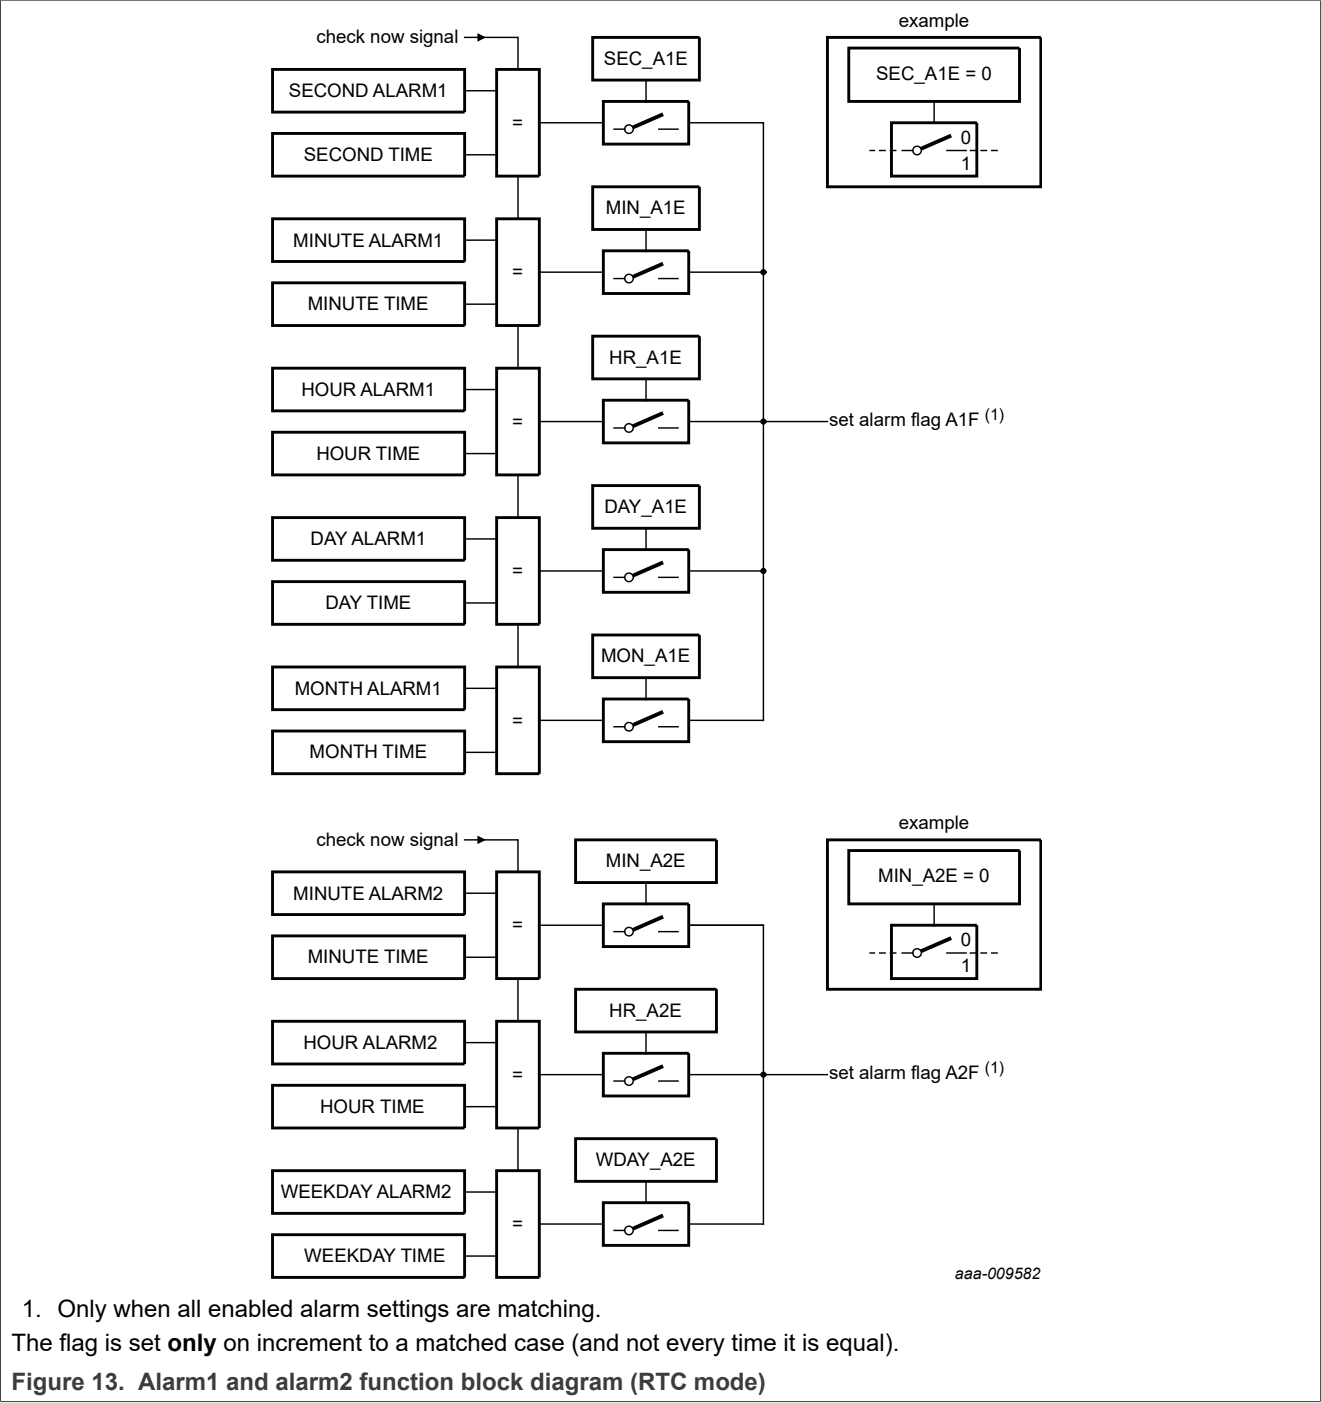 example
check now signal
SEC_A1E
SECOND ALARM1
=
SECOND TIME
SEC_A1E = 0
0
1
MIN_A1E
MINUTE ALARM1
=
MINUTE TIME
HR_A1E
HOUR ALARM1
=
HOUR TIME
set alarm flag A1F (1)
DAY_A1E
DAY ALARM1
=
DAY TIME
MON_A1E
MONTH ALARM1
=
MONTH TIME
example
check now signal
MIN_A2E
MINUTE ALARM2
=
MINUTE TIME
MIN_A2E = 0
0
1
HR_A2E
HOUR ALARM2
=
HOUR TIME
set alarm flag A2F (1)
WDAY_A2E
WEEKDAY ALARM2
=
WEEKDAY TIME
aaa-009582
1. Only when all enabled alarm settings are matching.
The flag is set only on increment to a matched case (and not every time it is equal).
Figure 13. Alarm1 and alarm2 function block diagram (RTC mode)